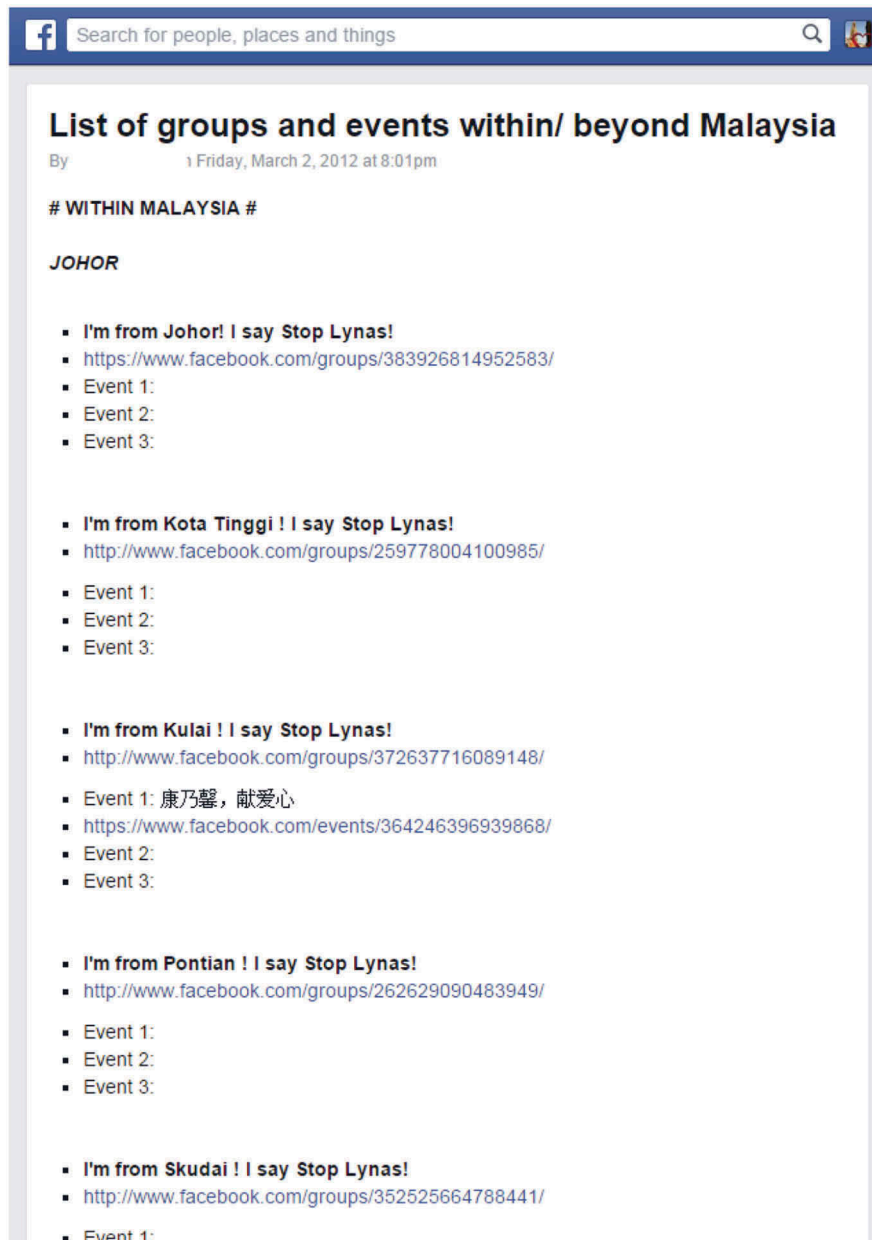 f
Search for people, places and things
List of groups and events within/ beyond Malaysia
By Friday, March 2, 2012 at 8:01pm
# WITHIN MALAYSIA #
JOHOR
▪ I'm from Johor! I say Stop Lynas!
▪ https://www.facebook.com/groups/383926814952583/
▪ Event 1:
▪ Event 2:
▪ Event 3:
▪ I'm from Kota Tinggi ! I say Stop Lynas!
▪ http://www.facebook.com/groups/259778004100985/
▪ Event 1:
▪ Event 2:
▪ Event 3:
▪ I'm from Kulai ! I say Stop Lynas!
▪ http://www.facebook.com/groups/372637716089148/
▪ Event 1: 康乃馨，献爱心
▪ https://www.facebook.com/events/364246396939868/
▪ Event 2:
▪ Event 3:
▪ I'm from Pontian ! I say Stop Lynas!
▪ http://www.facebook.com/groups/262629090483949/
▪ Event 1:
▪ Event 2:
▪ Event 3:
▪ I'm from Skudai ! I say Stop Lynas!
▪ http://www.facebook.com/groups/352525664788441/
▪ Event 1: